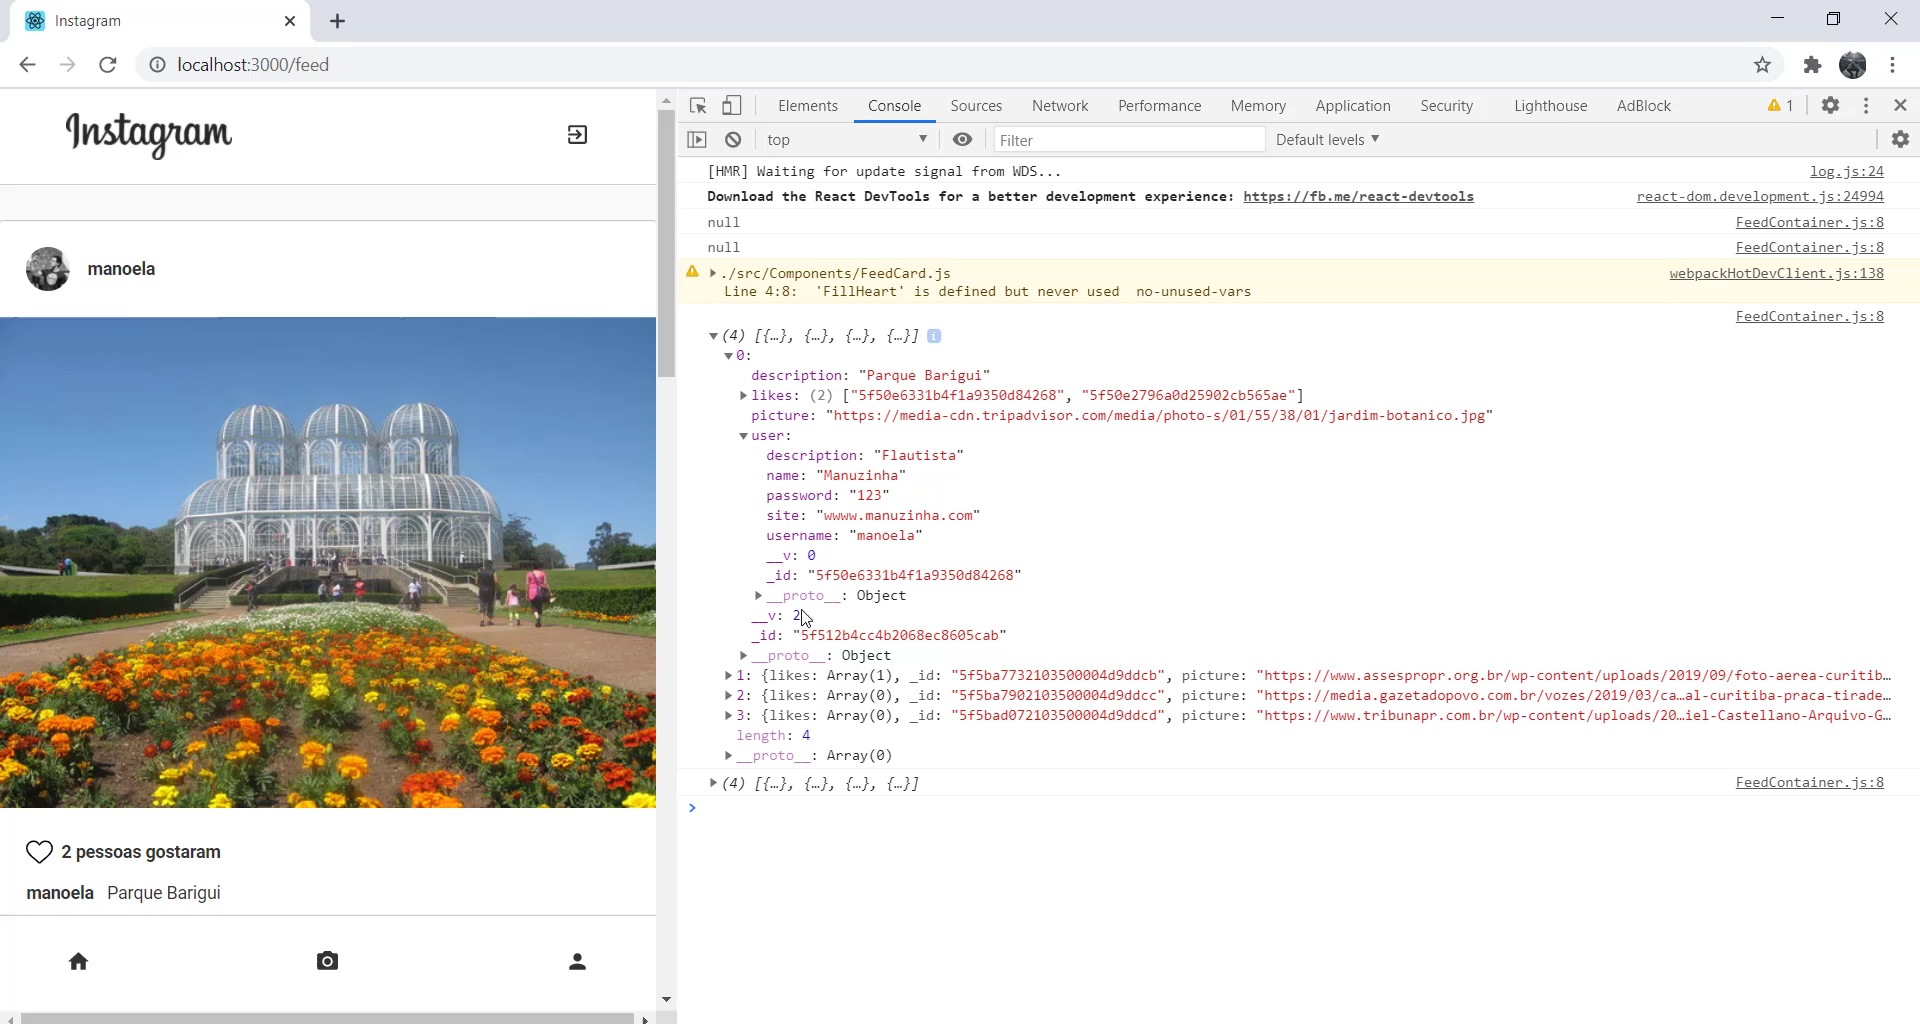 Instagram
localhost:3000/feed
Instagram
manoela
2 pessoas gostaram
manoela Parque Barigui
Elements Console Sources Network Performance Memory Application Security Lighthouse AdBlock 1
top Filter Default levels
[HMR] Waiting for update signal from WDS... log.js:24
Download the React DevTools for a better development experience: https://fb.me/react-devtools react-dom.development.js:24994
null FeedContainer.js:8
null FeedContainer.js:8
./src/Components/FeedCard.js webpackHotDevClient.js:138
Line 4:8: 'FillHeart' is defined but never used no-unused-vars
FeedContainer.js:8
(4) [{…}, {…}, {…}, {…}] i
0:
description: "Parque Barigui"
likes: (2) ["5f50e6331b4f1a9350d84268", "5f50e2796a0d25902cb565ae"]
picture: "https://media-cdn.tripadvisor.com/media/photo-s/01/55/38/01/jardim-botanico.jpg"
user:
description: "Flautista"
name: "Manuzinha"
password: "123"
site: "wwww.manuzinha.com"
username: "manoela"
__v: 0
_id: "5f50e6331b4f1a9350d84268"
__proto__: Object
__v: 2
_id: "5f512b4cc4b2068ec8605cab"
__proto__: Object
1: {likes: Array(1), _id: "5f5ba7732103500004d9ddcb", picture: "https://www.assespropr.org.br/wp-content/uploads/2019/09/foto-aerea-curitib…
2: {likes: Array(0), _id: "5f5ba7902103500004d9ddcc", picture: "https://media.gazetadopovo.com.br/vozes/2019/03/ca…al-curitiba-praca-tirade…
3: {likes: Array(0), _id: "5f5bad072103500004d9ddcd", picture: "https://www.tribunapr.com.br/wp-content/uploads/20…iel-Castellano-Arquivo-G…
length: 4
__proto__: Array(0)
(4) [{…}, {…}, {…}, {…}] FeedContainer.js:8